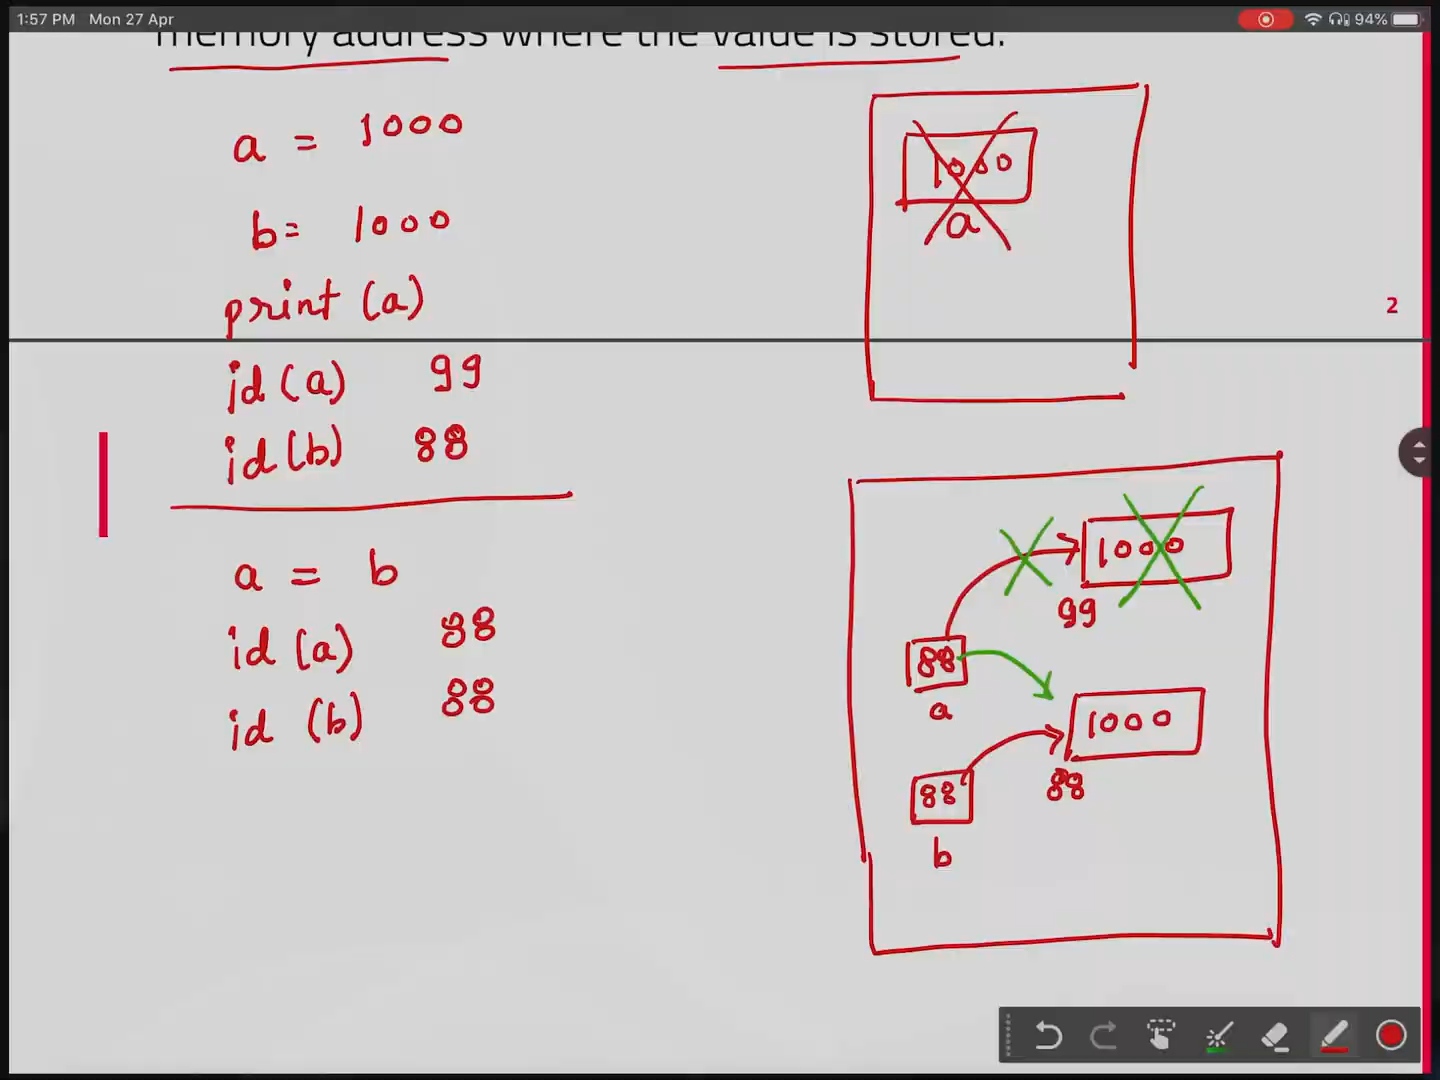 1:57 PM Mon 27 Apr
94%
memory address where the value is stored.
a = 1000
b = 1000
print (a)
id (a) 99
id (b) 88
a = b
id (a) 88
id (b) 88
1000
a
2
1000
99
88
a
1000
88
88
b